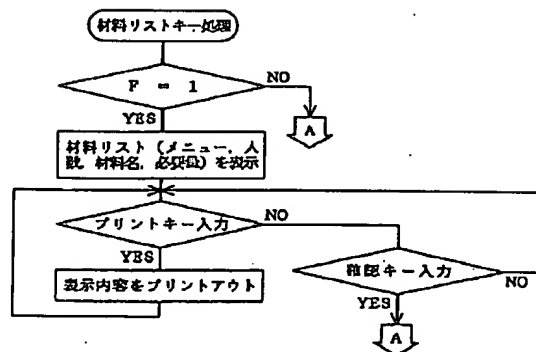 材料リストキー処理
F = 1
NO
YES
A
材料リスト(メニュー、人
数、材料名、必要量)を表示
プリントキー入力
NO
YES
表示内容をプリントアウト
確認キー入力
NO
YES
A